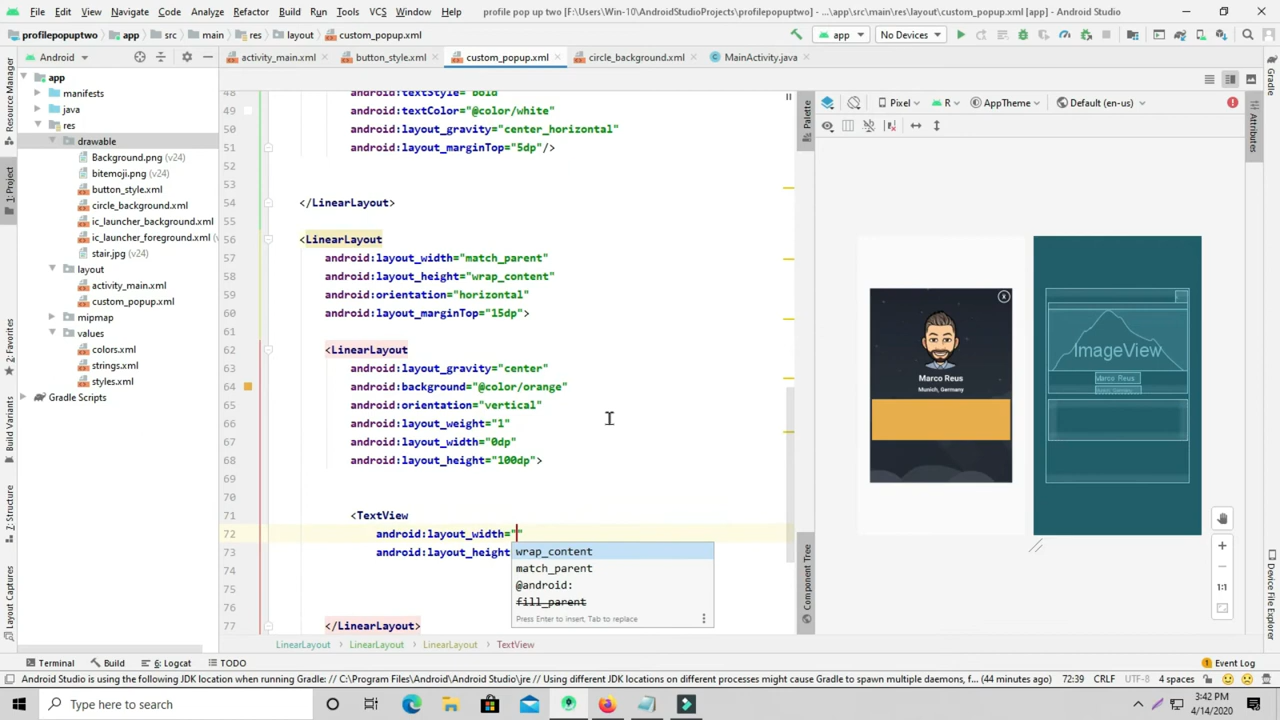 File Edit View Navigate Code Analyze Refactor Build Run Tools VCS Window Help profile pop up two [F:\Users\Win-10\AndroidStudioProjects\profilepopuptwo] - ...\app\src\main\res\layout\custom_popup.xml [app] - Android Studio
profilepopuptwo app src main res layout custom_popup.xml app No Devices
Android activity_main.xml button_style.xml custom_popup.xml circle_background.xml MainActivity.java
Resource Manager
1: Project
2: Favorites
Build Variants
Z: Structure
Layout Captures
app
manifests
java
res
drawable
Background.png (v24)
bitemoji.png (v24)
button_style.xml
circle_background.xml
ic_launcher_background.xml
ic_launcher_foreground.xml (v24)
stair.jpg (v24)
layout
activity_main.xml
custom_popup.xml
mipmap
values
colors.xml
strings.xml
styles.xml
Gradle Scripts
48 android:textStyle="bold"
49 android:textColor="@color/white"
50 android:layout_gravity="center_horizontal"
51 android:layout_marginTop="5dp"/>
52
53
54 </LinearLayout>
55
56 <LinearLayout
57 android:layout_width="match_parent"
58 android:layout_height="wrap_content"
59 android:orientation="horizontal"
60 android:layout_marginTop="15dp">
61
62 <LinearLayout
63 android:layout_gravity="center"
64 android:background="@color/orange"
65 android:orientation="vertical"
66 android:layout_weight="1"
67 android:layout_width="0dp"
68 android:layout_height="100dp">
69
70
71 <TextView
72 android:layout_width=""
73 android:layout_height
74
75
76
77 </LinearLayout>
wrap_content
match_parent
@android:
fill_parent
Press Enter to insert, Tab to replace
LinearLayout LinearLayout LinearLayout TextView
Palette
Component Tree
Pixel R AppTheme Default (en-us)
X
Marco Reus
Munich, Germany
ImageView
Marco Reus
1:1
Gradle
Attributes
Device File Explorer
Terminal Build 6: Logcat TODO 1 Event Log
Android Studio is using the following JDK location when running Gradle: // C:\Program Files\Android\Android Studio\jre // Using different JDK locations on different processes might cause Gradle to spawn multiple daemons, ... (44 minutes ago) 72:39 CRLF UTF-8 4 spaces
Type here to search
3:42 PM
4/14/2020